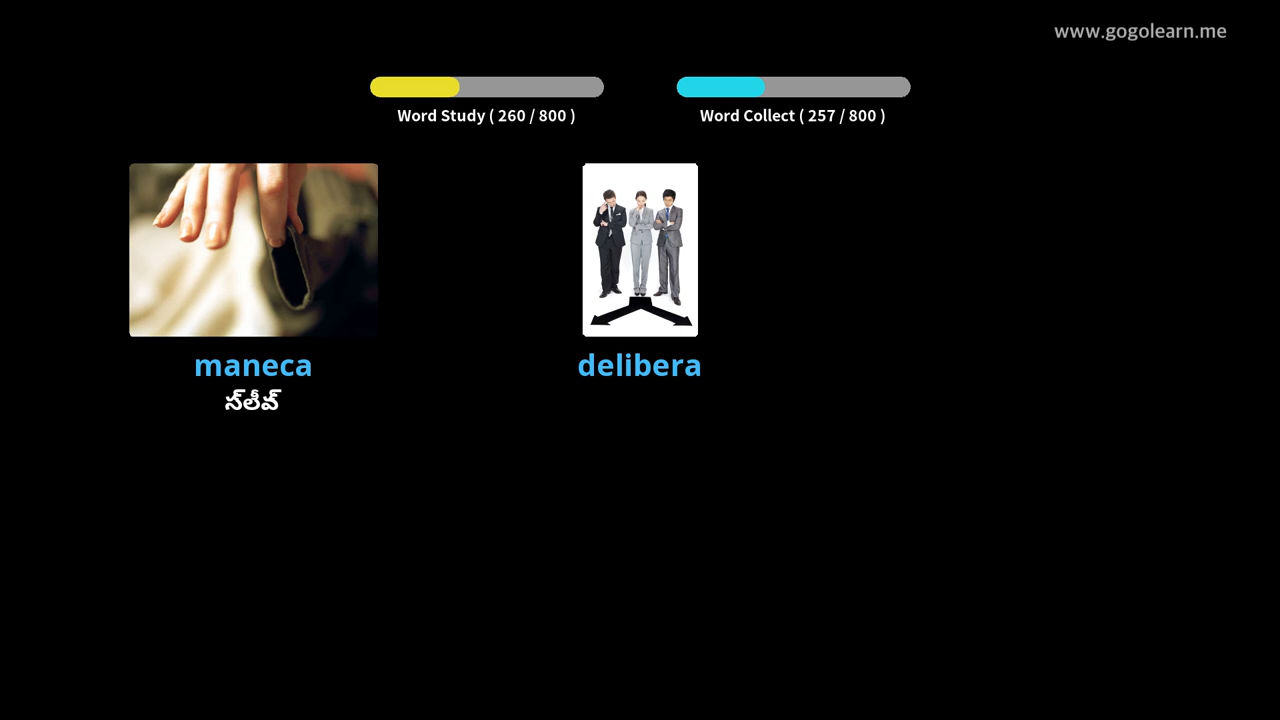 www.gogolearn.me
Word Study ( 260 / 800 )
Word Collect ( 257 / 800 )
maneca
delibera
స్‌లీవ్